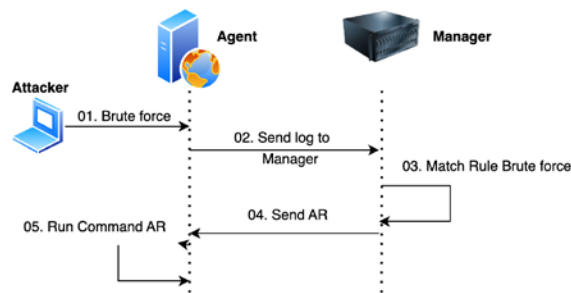 Agent
Manager
Attacker
01. Brute force
02. Send log to
Manager
03. Match Rule Brute force
04. Send AR
05. Run Command AR